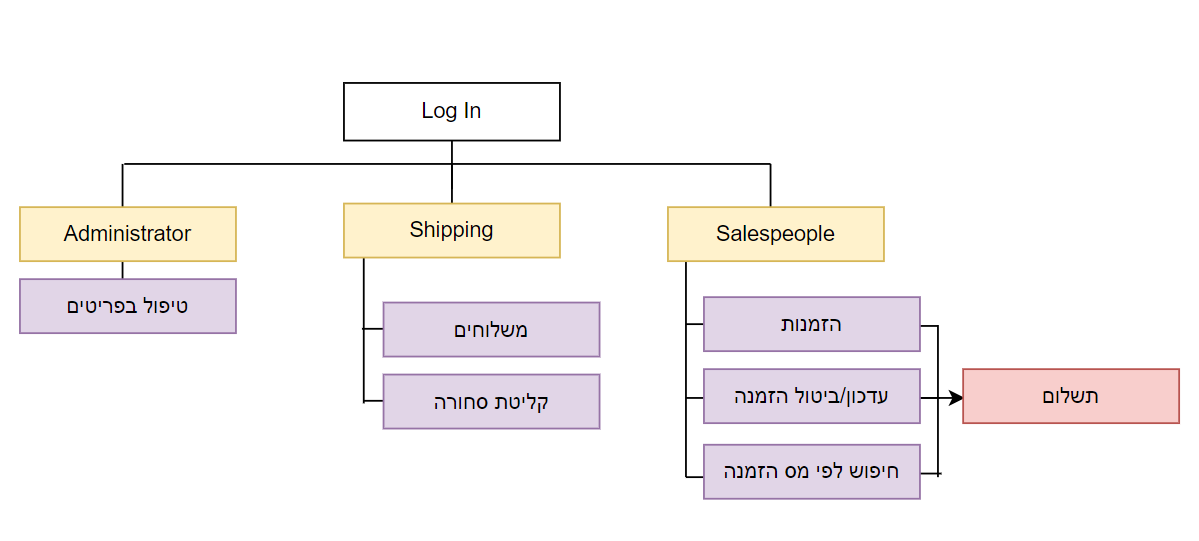 Log In
Administrator
Shipping
Salespeople
טיפול בפריטים
משלוחים
קליטת סחורה
הזמנות
עדכון/ביטול הזמנה
חיפוש לפי מס הזמנה
תשלום